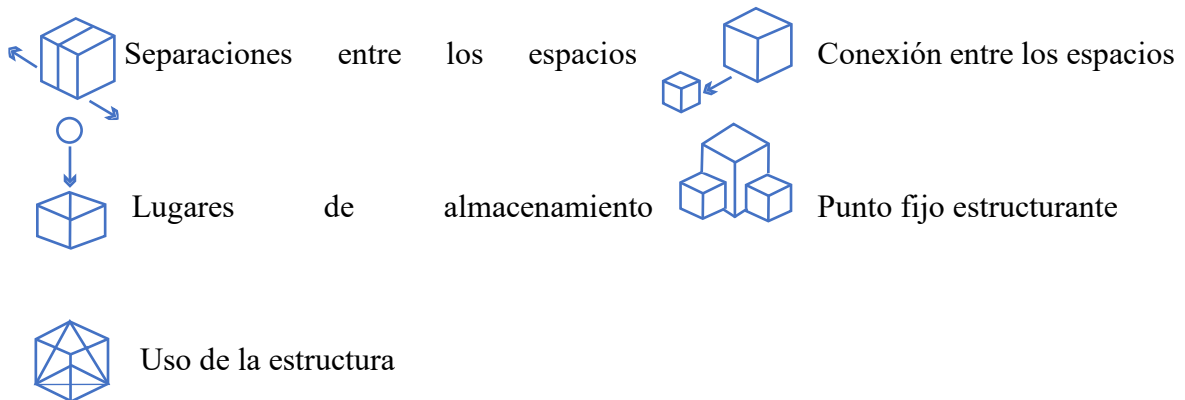 Separaciones entre los espacios
Conexión entre los espacios
Lugares de almacenamiento
Punto fijo estructurante
Uso de la estructura